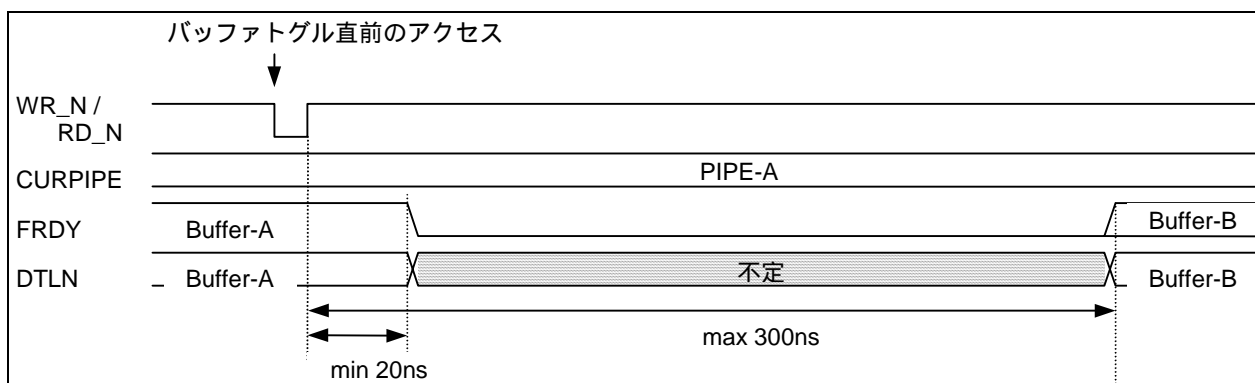 バッファトグル直前のアクセス
WR_N /
RD_N
CURPIPE
PIPE-A
FRDY
Buffer-A
Buffer-B
DTLN
Buffer-A
不定
Buffer-B
max 300ns
min 20ns